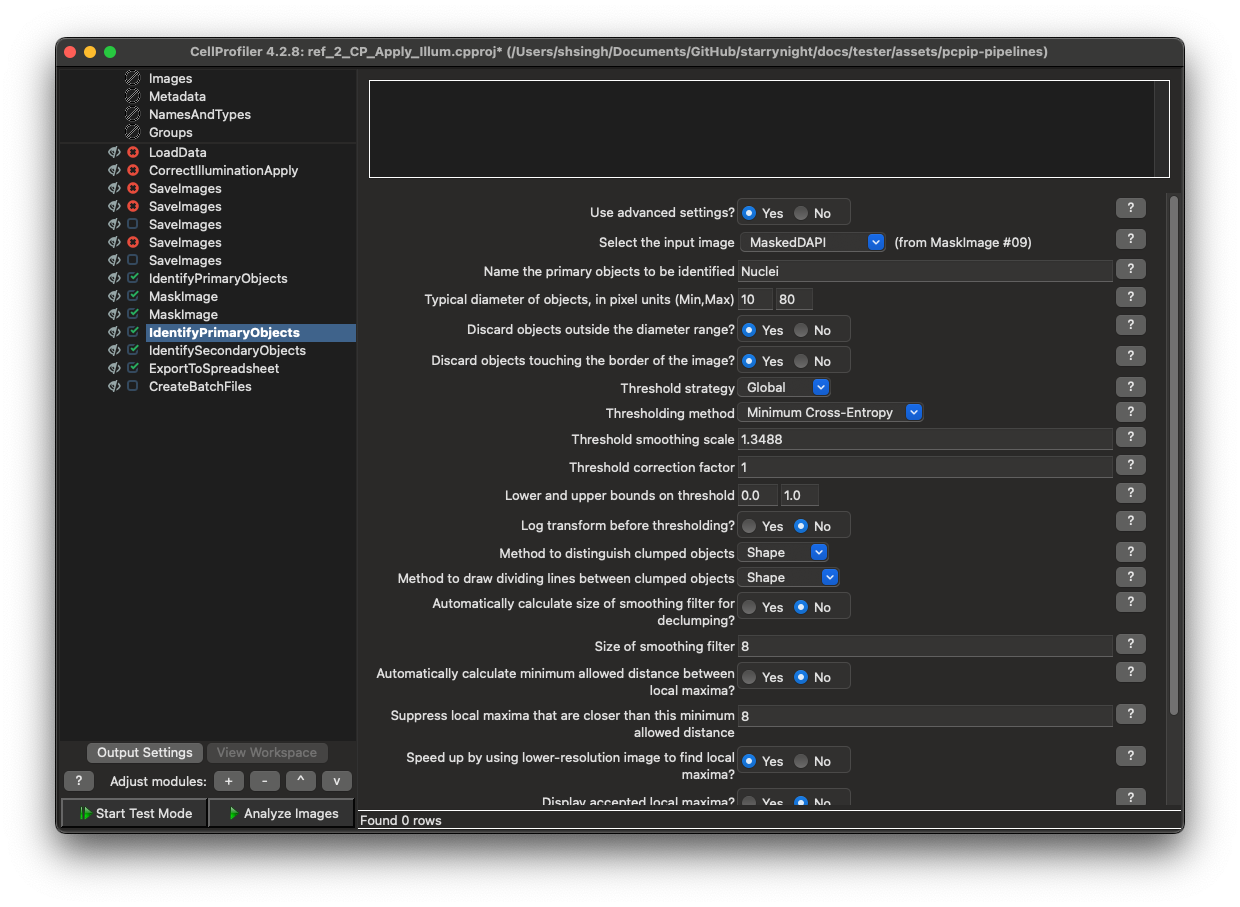 CellProfiler 4.2.8: ref_2_CP_Apply_Illum.cpproj* (/Users/shsingh/Documents/GitHub/starrynight/docs/tester/assets/pcpip-pipelines)
Images
Metadata
NamesAndTypes
Groups
LoadData
CorrectIlluminationApply
SaveImages
SaveImages
SaveImages
SaveImages
SaveImages
IdentifyPrimaryObjects
MaskImage
MaskImage
IdentifyPrimaryObjects
IdentifySecondaryObjects
ExportToSpreadsheet
CreateBatchFiles
Output Settings View Workspace
? Adjust modules: + - ^ v
Start Test Mode Analyze Images
Use advanced settings? Yes No ?
Select the input image MaskedDAPI (from MaskImage #09) ?
Name the primary objects to be identified Nuclei ?
Typical diameter of objects, in pixel units (Min,Max) 10 80 ?
Discard objects outside the diameter range? Yes No ?
Discard objects touching the border of the image? Yes No ?
Threshold strategy Global ?
Thresholding method Minimum Cross-Entropy ?
Threshold smoothing scale 1.3488 ?
Threshold correction factor 1 ?
Lower and upper bounds on threshold 0.0 1.0 ?
Log transform before thresholding? Yes No ?
Method to distinguish clumped objects Shape ?
Method to draw dividing lines between clumped objects Shape ?
Automatically calculate size of smoothing filter for
declumping? Yes No ?
Size of smoothing filter 8 ?
Automatically calculate minimum allowed distance between
local maxima? Yes No ?
Suppress local maxima that are closer than this minimum
allowed distance 8 ?
Speed up by using lower-resolution image to find local
maxima? Yes No ?
Display accepted local maxima? Yes No ?
Found 0 rows